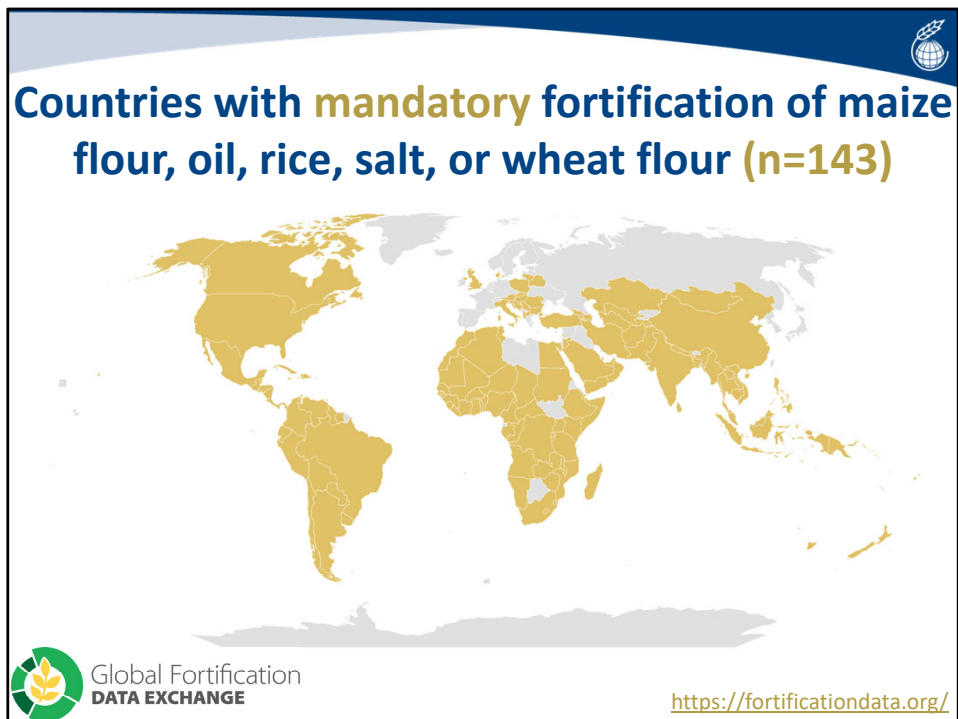 Countries with mandatory fortification of maize
flour, oil, rice, salt, or wheat flour (n=143)
Global Fortification
DATA EXCHANGE
https://fortificationdata.org/